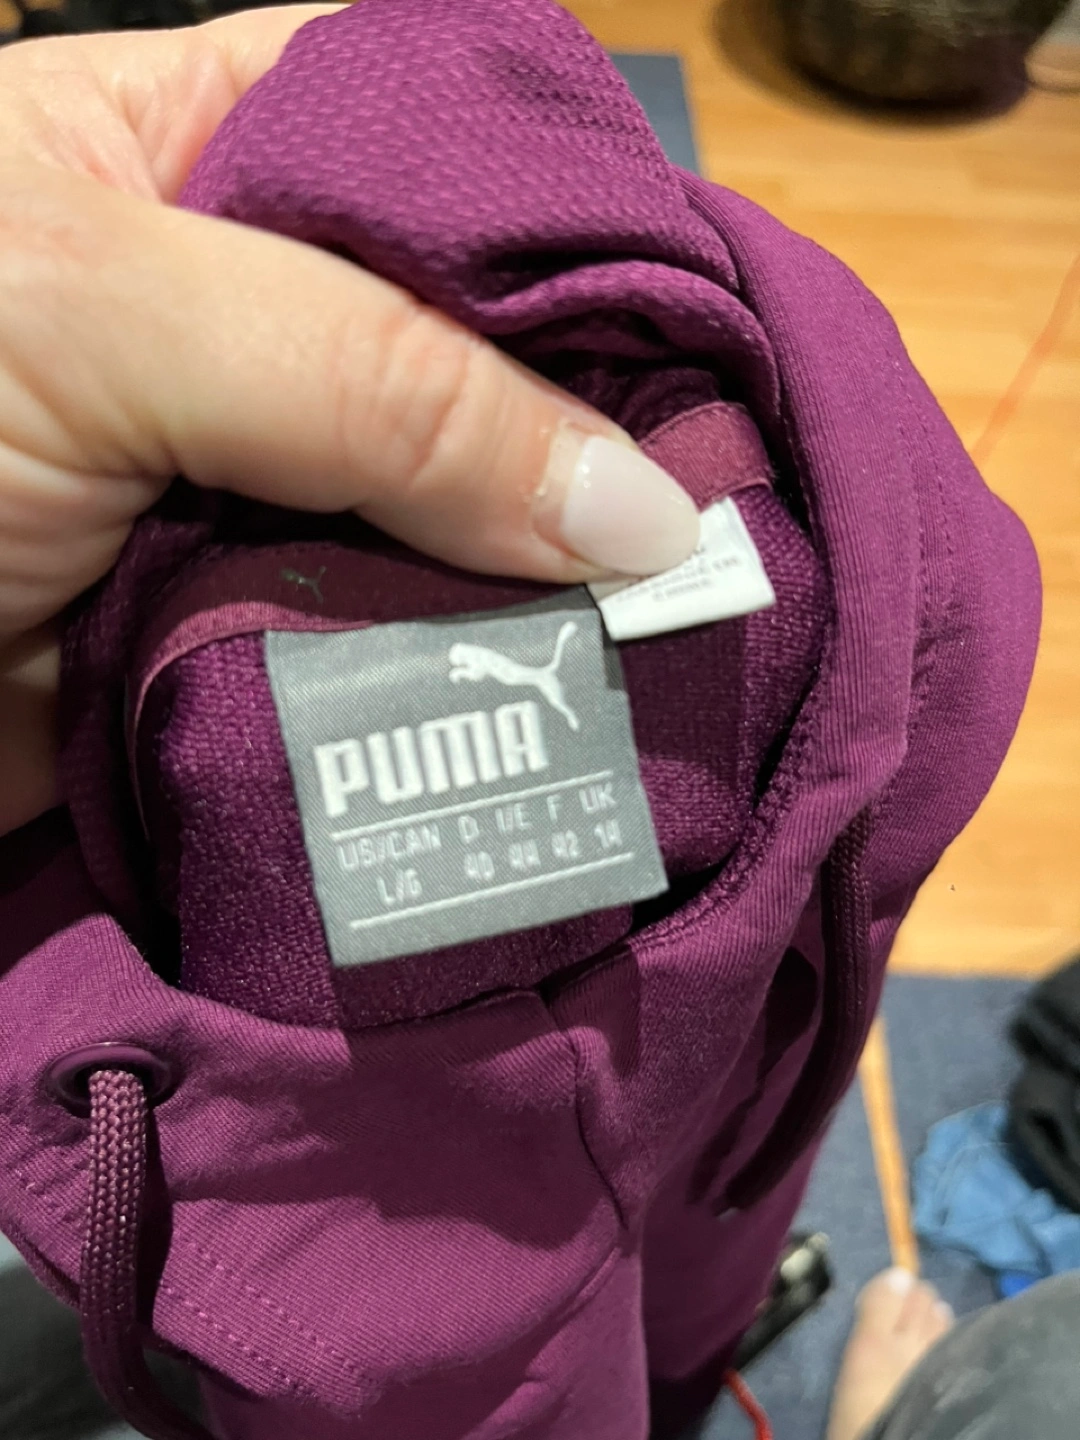 PUMA
US/CAN D I/E F UK
L/G 40 44 42 14